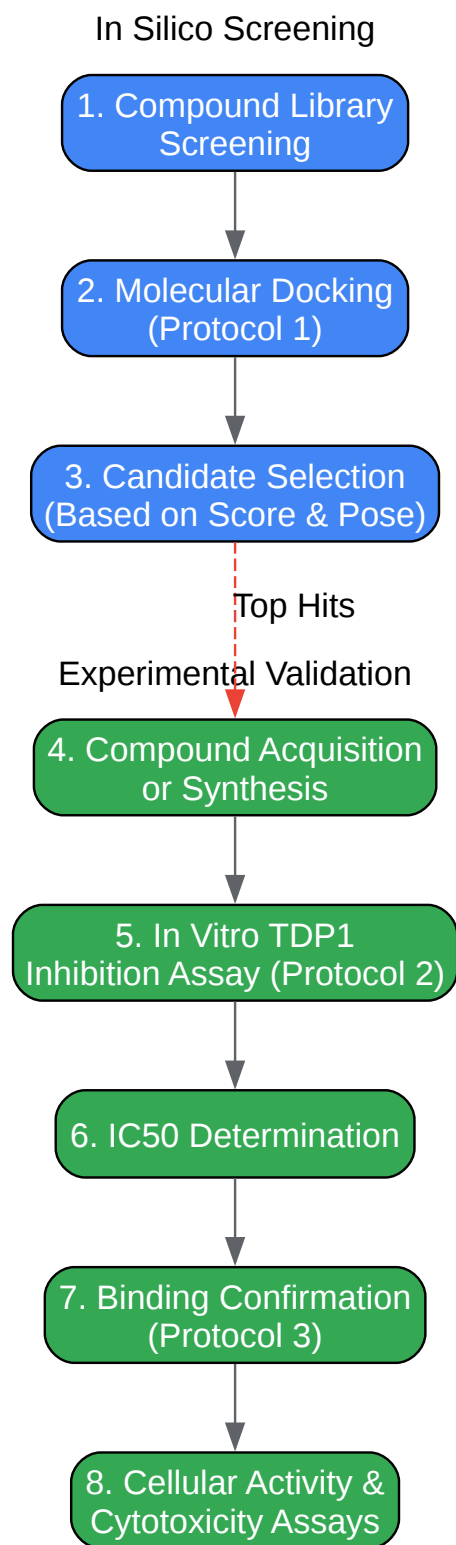 In Silico Screening
1. Compound Library
Screening
2. Molecular Docking
(Protocol 1)
3. Candidate Selection
(Based on Score & Pose)
Top Hits
Experimental Validation
4. Compound Acquisition
or Synthesis
5. In Vitro TDP1
Inhibition Assay (Protocol 2)
6. IC50 Determination
7. Binding Confirmation
(Protocol 3)
8. Cellular Activity &
Cytotoxicity Assays